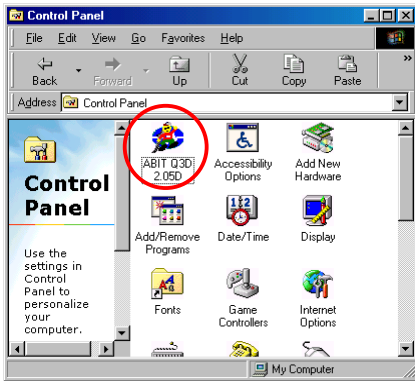 Control Panel
File Edit View Go Favorites Help
Back Forward Up Cut Copy Paste »
Address Control Panel
Control
Panel
Use the
settings in
Control
Panel to
personalize
your
computer.
ABIT Q3D
2.05D
Accessibility
Options
Add New
Hardware
Add/Remove
Programs
Date/Time
Display
Fonts
Game
Controllers
Internet
Options
My Computer